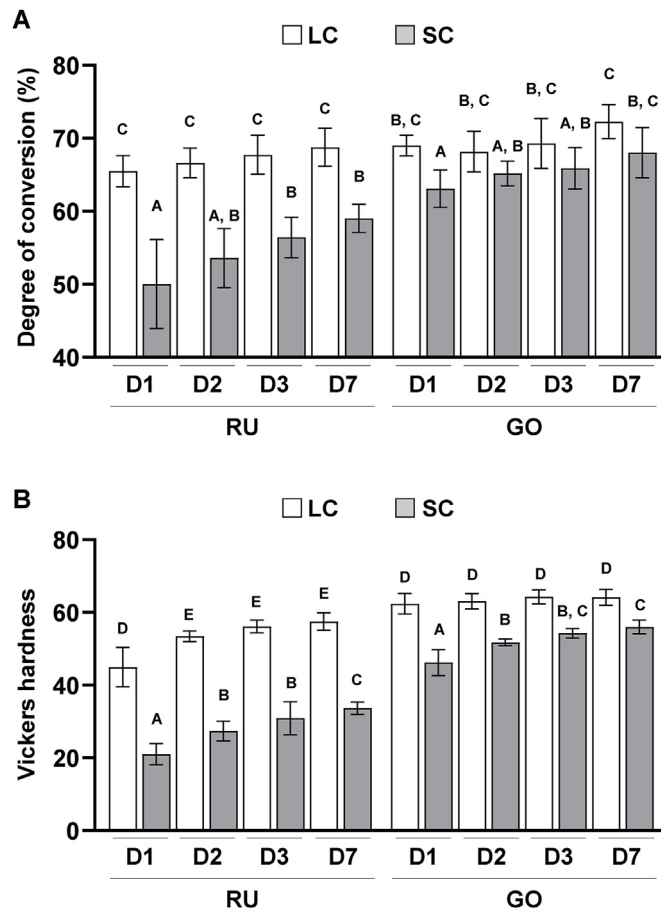 A
LC SC
Degree of conversion (%)
80
70
60
50
40
C A C A, B C B C B B, C A B, C A, B B, C A, B C B, C
D1 D2 D3 D7 D1 D2 D3 D7
RU GO
B
LC SC
Vickers hardness
80
60
40
20
0
D A E B E B E C D A D B D B, C D C
D1 D2 D3 D7 D1 D2 D3 D7
RU GO